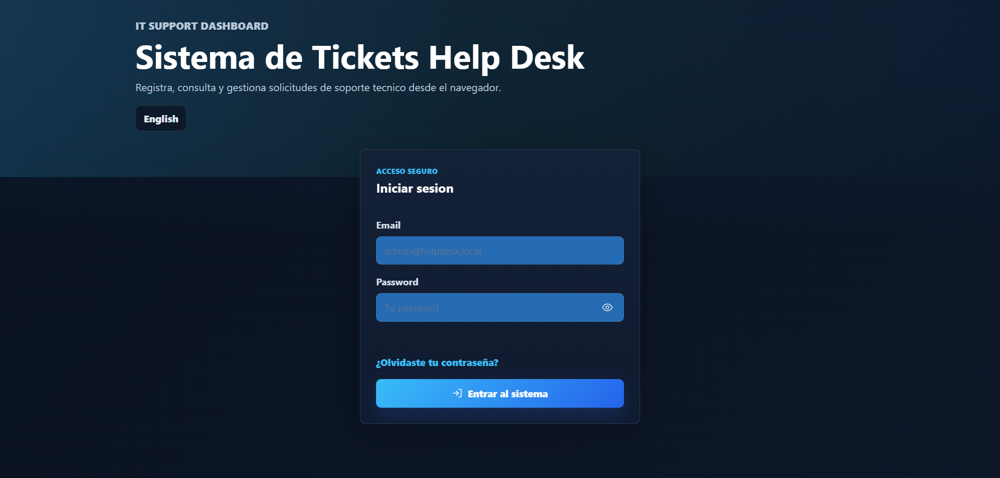 IT SUPPORT DASHBOARD
Sistema de Tickets Help Desk
Registra, consulta y gestiona solicitudes de soporte tecnico desde el navegador.
English
ACCESO SEGURO
Iniciar sesion
Email
admin@helpdesk.local
Password
Tu password
¿Olvidaste tu contraseña?
Entrar al sistema